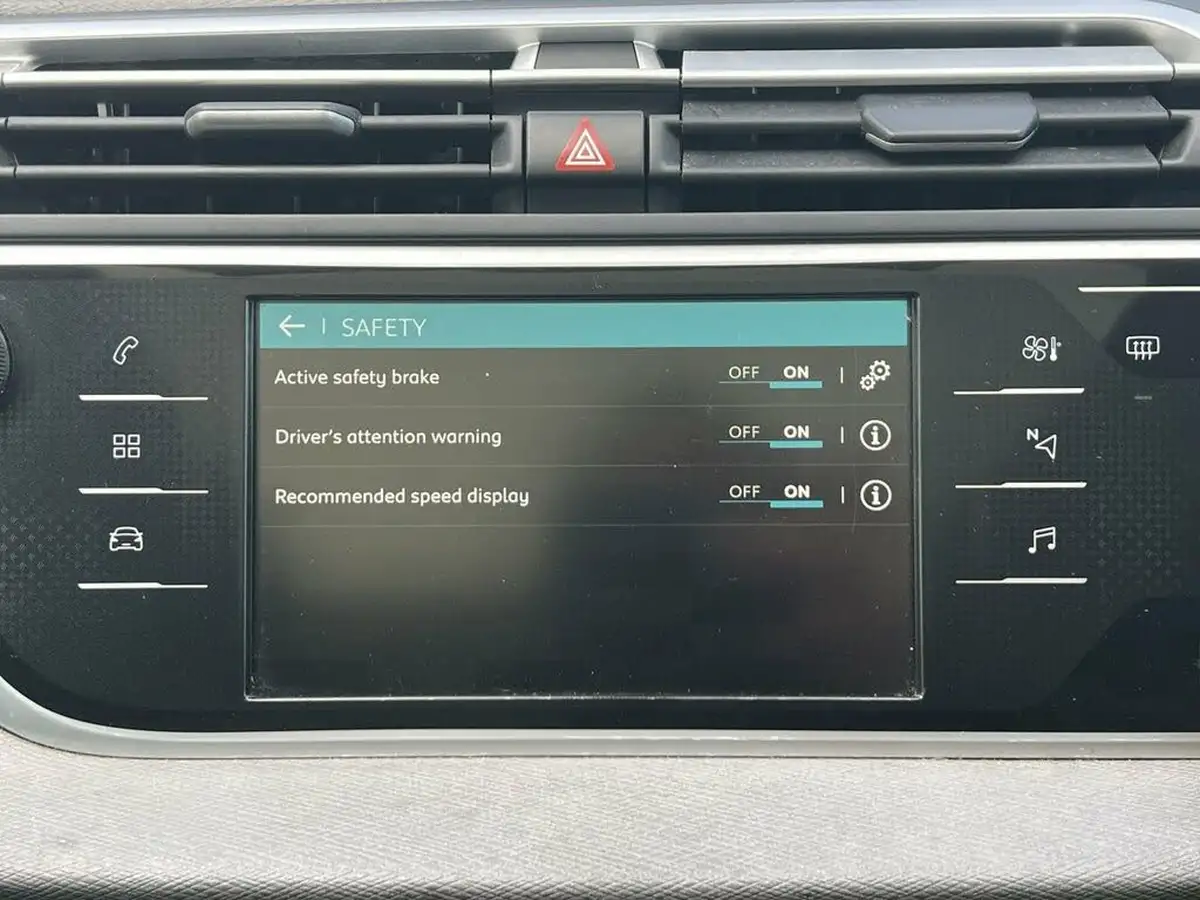 SAFETY
Active safety brake OFF ON
Driver's attention warning OFF ON
Recommended speed display OFF ON
N